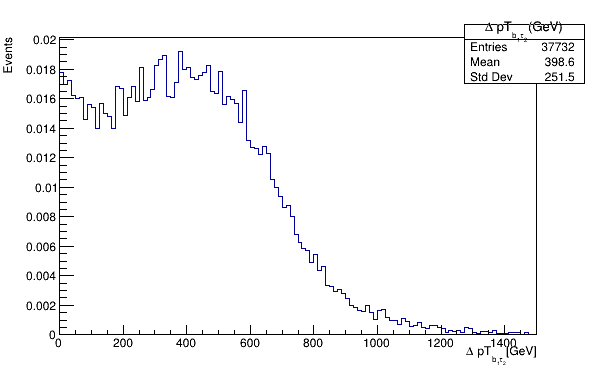 Δ pT_{b_1τ_2}(GeV)
Entries 37732
Mean 398.6
Std Dev 251.5
Events
0.02
0.018
0.016
0.014
0.012
0.01
0.008
0.006
0.004
0.002
0
0 200 400 600 800 1000 1200 1400
Δ pT_{b_1τ_2}[GeV]